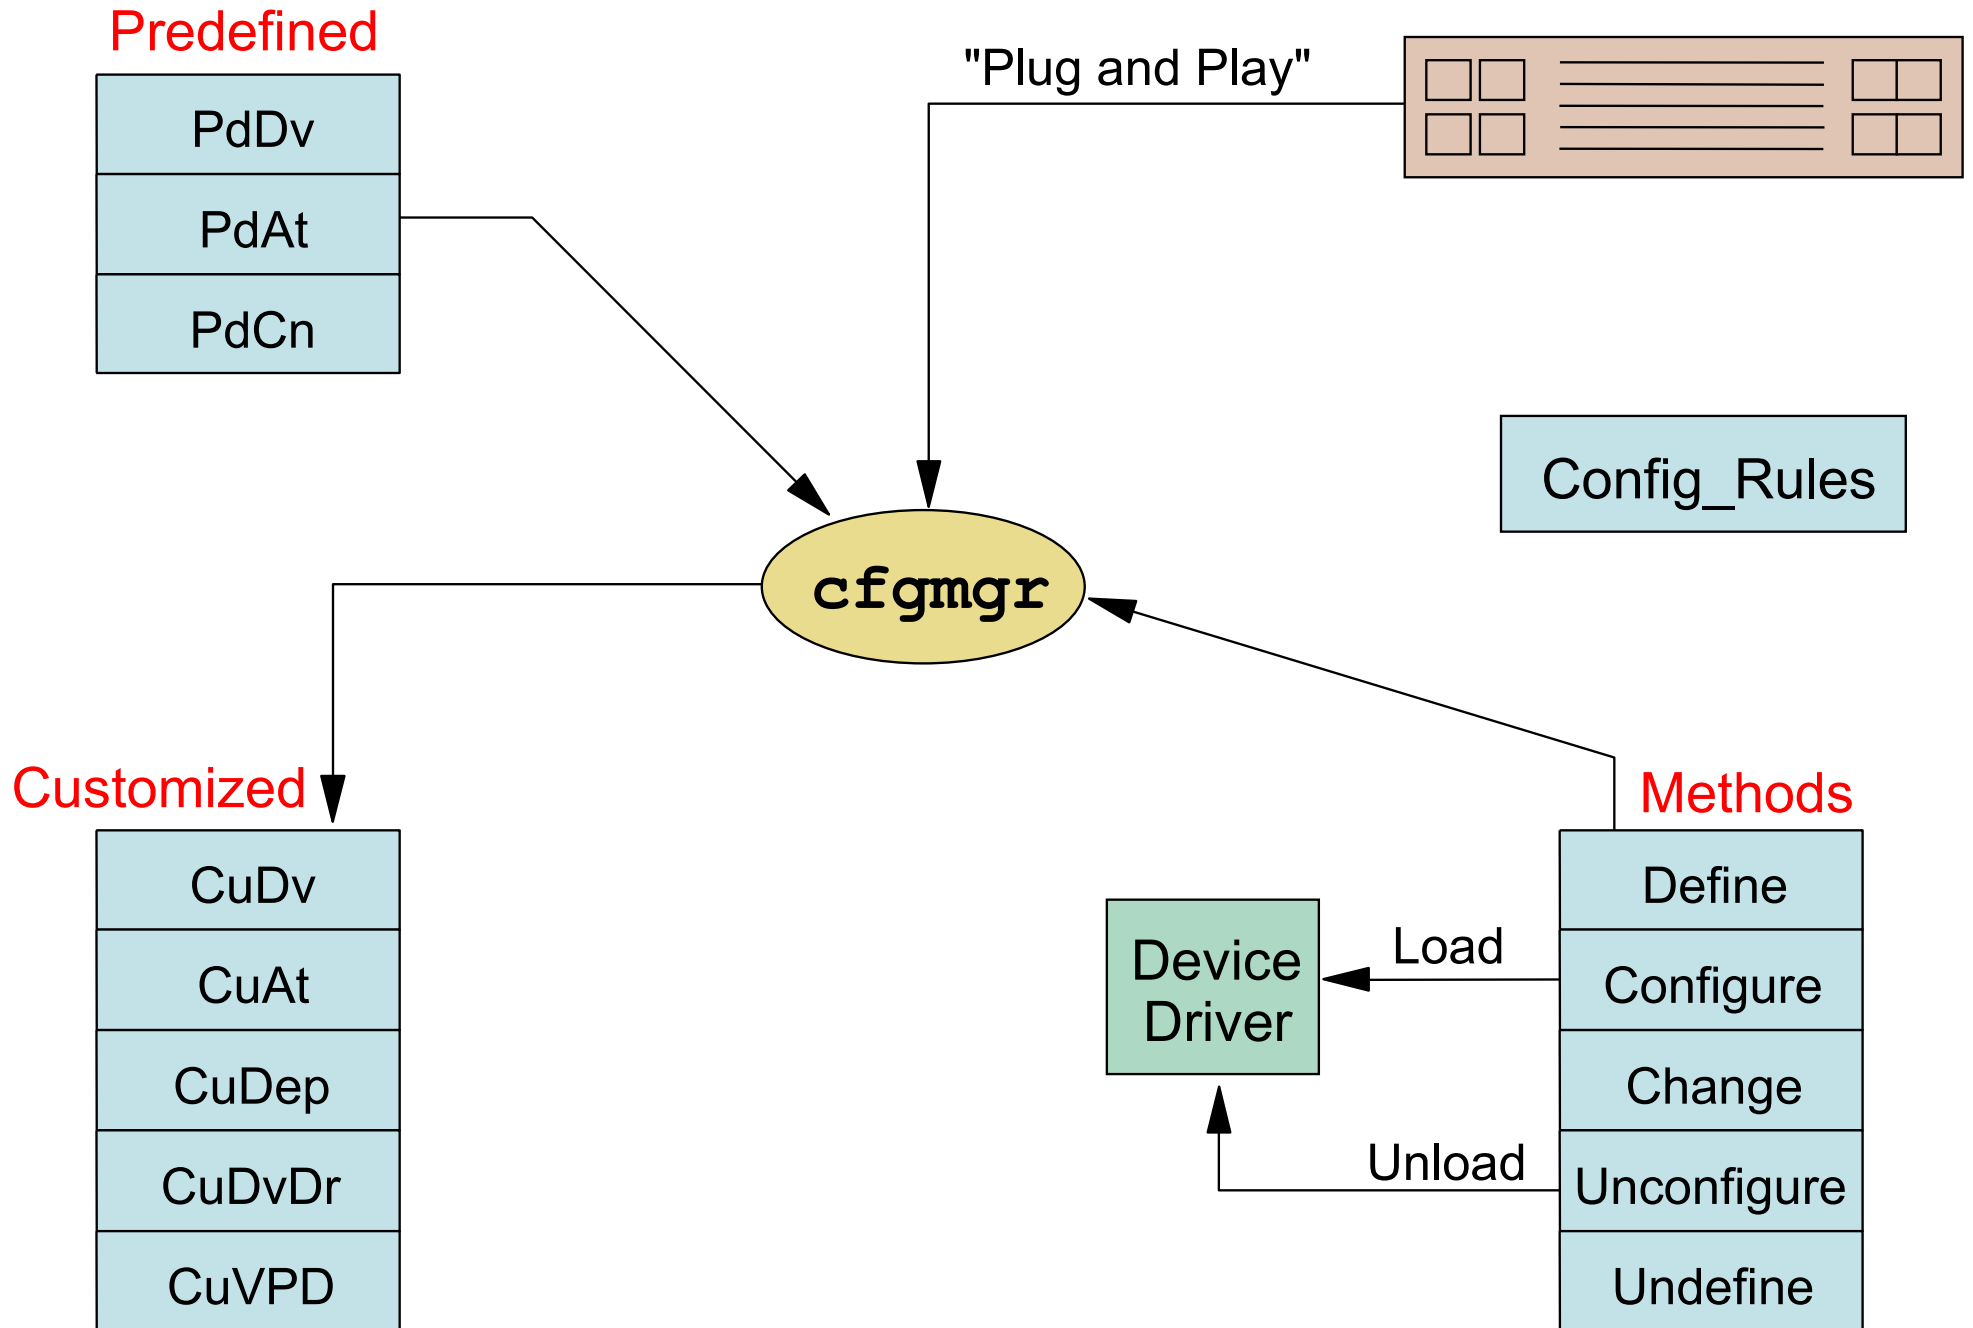 Predefined
PdDv
PdAt
PdCn
"Plug and Play"
Config_Rules
cfgmgr
Customized
CuDv
CuAt
CuDep
CuDvDr
CuVPD
Device
Driver
Load
Unload
Methods
Define
Configure
Change
Unconfigure
Undefine